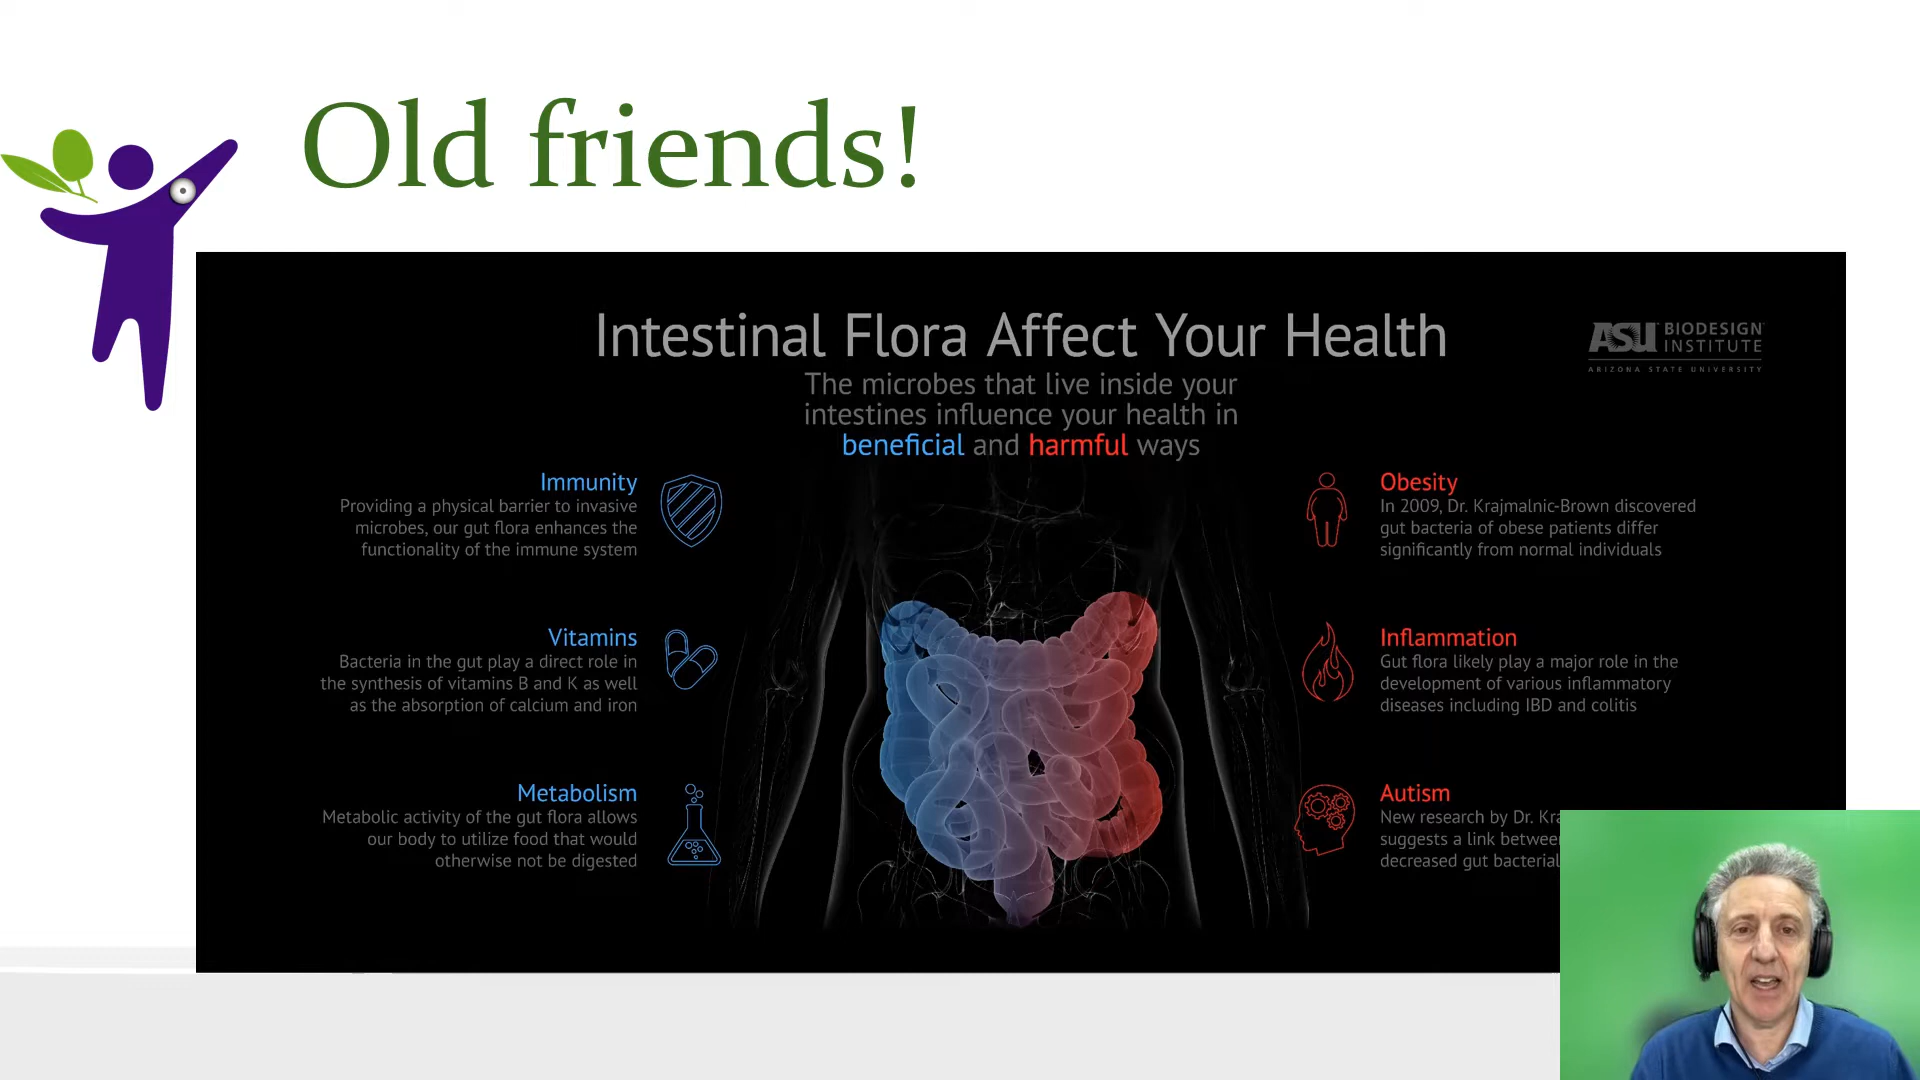 Old friends!
Intestinal Flora Affect Your Health
ASU BIODESIGN
INSTITUTE
ARIZONA STATE UNIVERSITY
The microbes that live inside your
intestines influence your health in
beneficial and harmful ways
Immunity
Providing a physical barrier to invasive
microbes, our gut flora enhances the
functionality of the immune system
Vitamins
Bacteria in the gut play a direct role in
the synthesis of vitamins B and K as well
as the absorption of calcium and iron
Metabolism
Metabolic activity of the gut flora allows
our body to utilize food that would
otherwise not be digested
Obesity
In 2009, Dr. Krajmalnic-Brown discovered
gut bacteria of obese patients differ
significantly from normal individuals
Inflammation
Gut flora likely play a major role in the
development of various inflammatory
diseases including IBD and colitis
Autism
New research by Dr.
suggests a link between
decreased gut bacterial